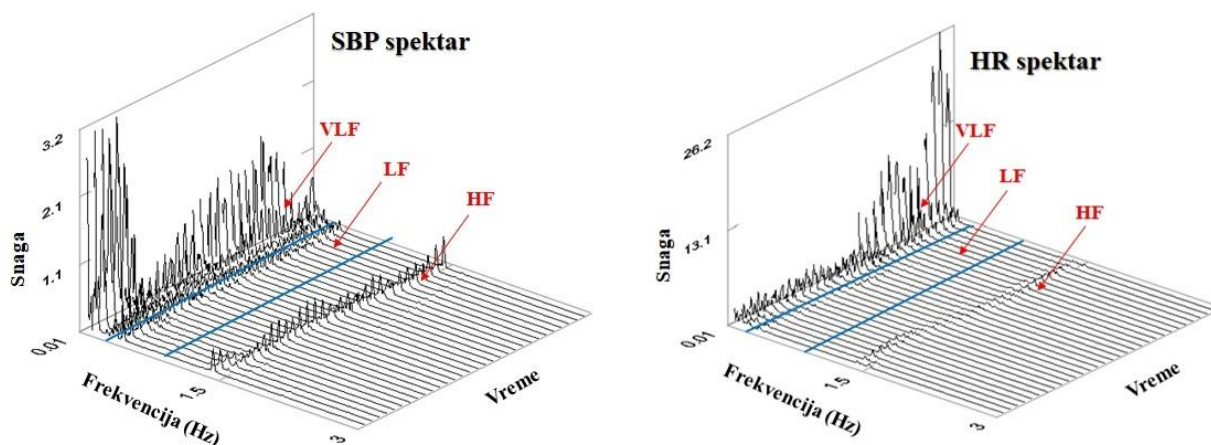 SBP spektar
3.2
2.1
1.1
Snaga
0.01
Frekvencija (Hz)
1.5
3
Vreme
VLF
LF
HF
HR spektar
26.2
13.1
Snaga
0.01
Frekvencija (Hz)
1.5
3
Vreme
VLF
LF
HF